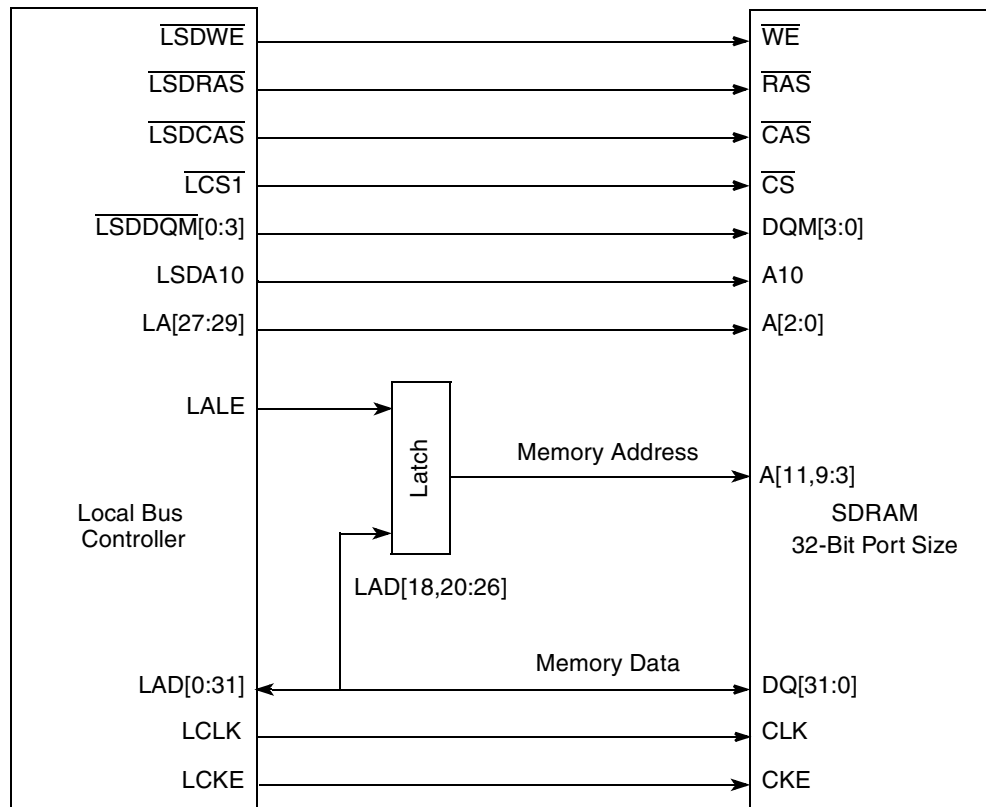 LSDWE WE
LSDRAS RAS
LSDCAS CAS
LCS1 CS
LSDDQM[0:3] DQM[3:0]
LSDA10 A10
LA[27:29] A[2:0]
LALE
Latch
Memory Address
A[11,9:3]
Local Bus
Controller
SDRAM
32-Bit Port Size
LAD[18,20:26]
Memory Data
LAD[0:31] DQ[31:0]
LCLK CLK
LCKE CKE